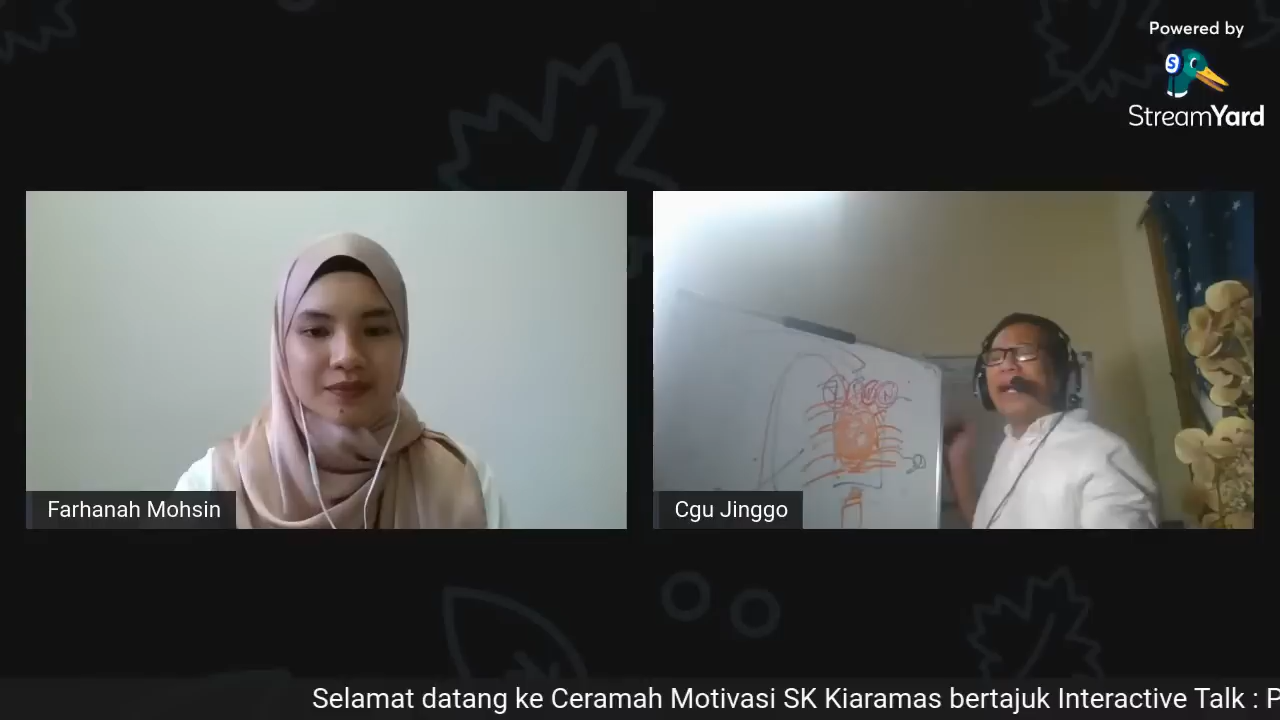 Powered by
S
StreamYard
Farhanah Mohsin
Cgu Jinggo
Selamat datang ke Ceramah Motivasi SK Kiaramas bertajuk Interactive Talk : P